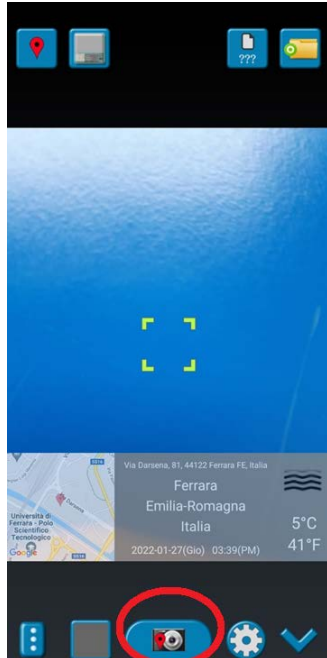 ???
Via Darsena, 81, 44122 Ferrara FE, Italia
Ferrara
Emilia-Romagna
Italia
2022-01-27(Gio) 03:39(PM)
5°C
41°F
Darsena
Università di
Ferrara - Polo
Scientifico
Tecnologico
Google